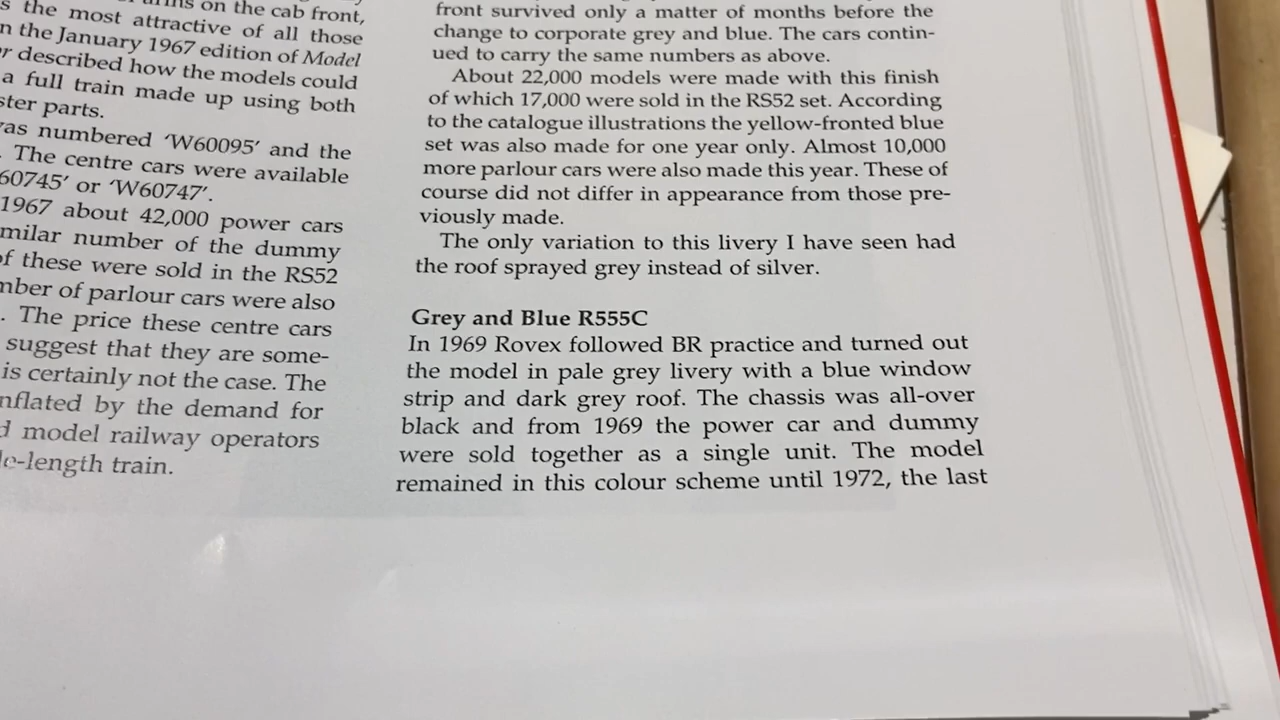 on the cab front,
the most attractive of all those
the January 1967 edition of Model
described how the models could
a full train made up using both
parts.
was numbered ‘W60095’ and the
. The centre cars were available
60745’ or ‘W60747’.
1967 about 42,000 power cars
number of the dummy
of these were sold in the RS52
of parlour cars were also
. The price these centre cars
suggest that they are some-
is certainly not the case. The
by the demand for
model railway operators
train.
front survived only a matter of months before the
change to corporate grey and blue. The cars contin-
ued to carry the same numbers as above.
About 22,000 models were made with this finish
of which 17,000 were sold in the RS52 set. According
to the catalogue illustrations the yellow-fronted blue
set was also made for one year only. Almost 10,000
more parlour cars were also made this year. These of
course did not differ in appearance from those pre-
viously made.
The only variation to this livery I have seen had
the roof sprayed grey instead of silver.
Grey and Blue R555C
In 1969 Rovex followed BR practice and turned out
the model in pale grey livery with a blue window
strip and dark grey roof. The chassis was all-over
black and from 1969 the power car and dummy
were sold together as a single unit. The model
remained in this colour scheme until 1972, the last